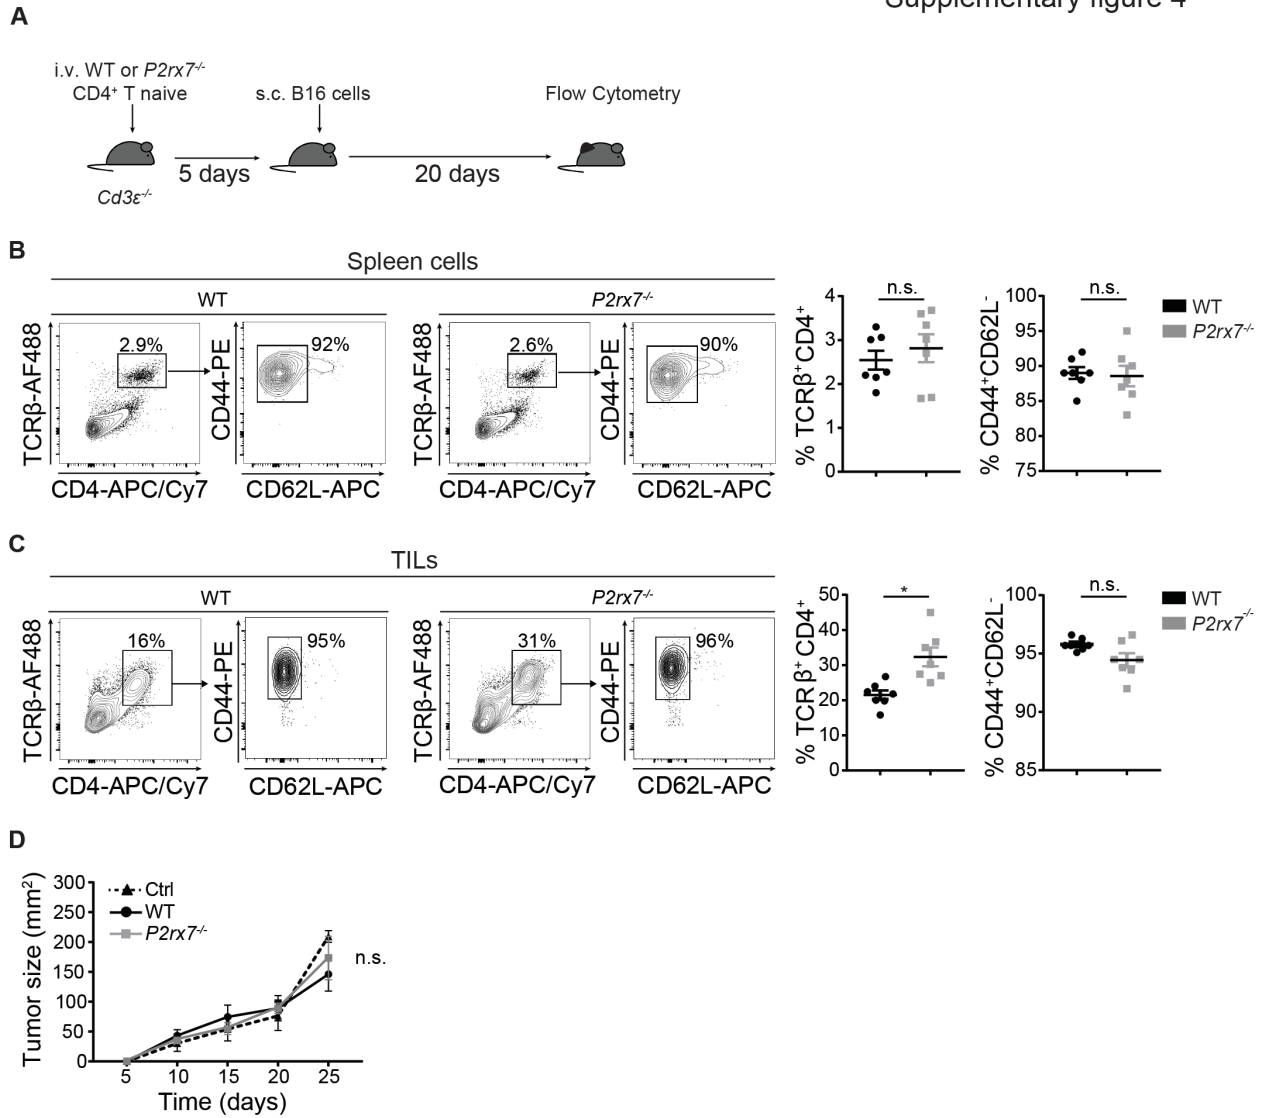 Supplementary figure 4
A
i.v. WT or P2rx7-/-
CD4+ T naive
s.c. B16 cells
Flow Cytometry
5 days
20 days
Cd3ε-/-
B
Spleen cells
WT
P2rx7-/-
TCRβ-AF488
2.9%
CD4-APC/Cy7
CD44-PE
92%
CD62L-APC
TCRβ-AF488
2.6%
CD4-APC/Cy7
CD44-PE
90%
CD62L-APC
% TCRβ+CD4+
4
3
2
1
0
n.s.
% CD44+CD62L-
100
95
90
85
80
75
n.s.
WT
P2rx7-/-
C
TILs
WT
P2rx7-/-
TCRβ-AF488
16%
CD4-APC/Cy7
CD44-PE
95%
CD62L-APC
TCRβ-AF488
31%
CD4-APC/Cy7
CD44-PE
96%
CD62L-APC
% TCRβ+CD4+
50
40
30
20
10
0
*
% CD44+CD62L-
100
95
90
85
n.s.
WT
P2rx7-/-
D
Tumor size (mm2)
300
250
200
150
100
50
0
Ctrl
WT
P2rx7-/-
n.s.
5 10 15 20 25
Time (days)